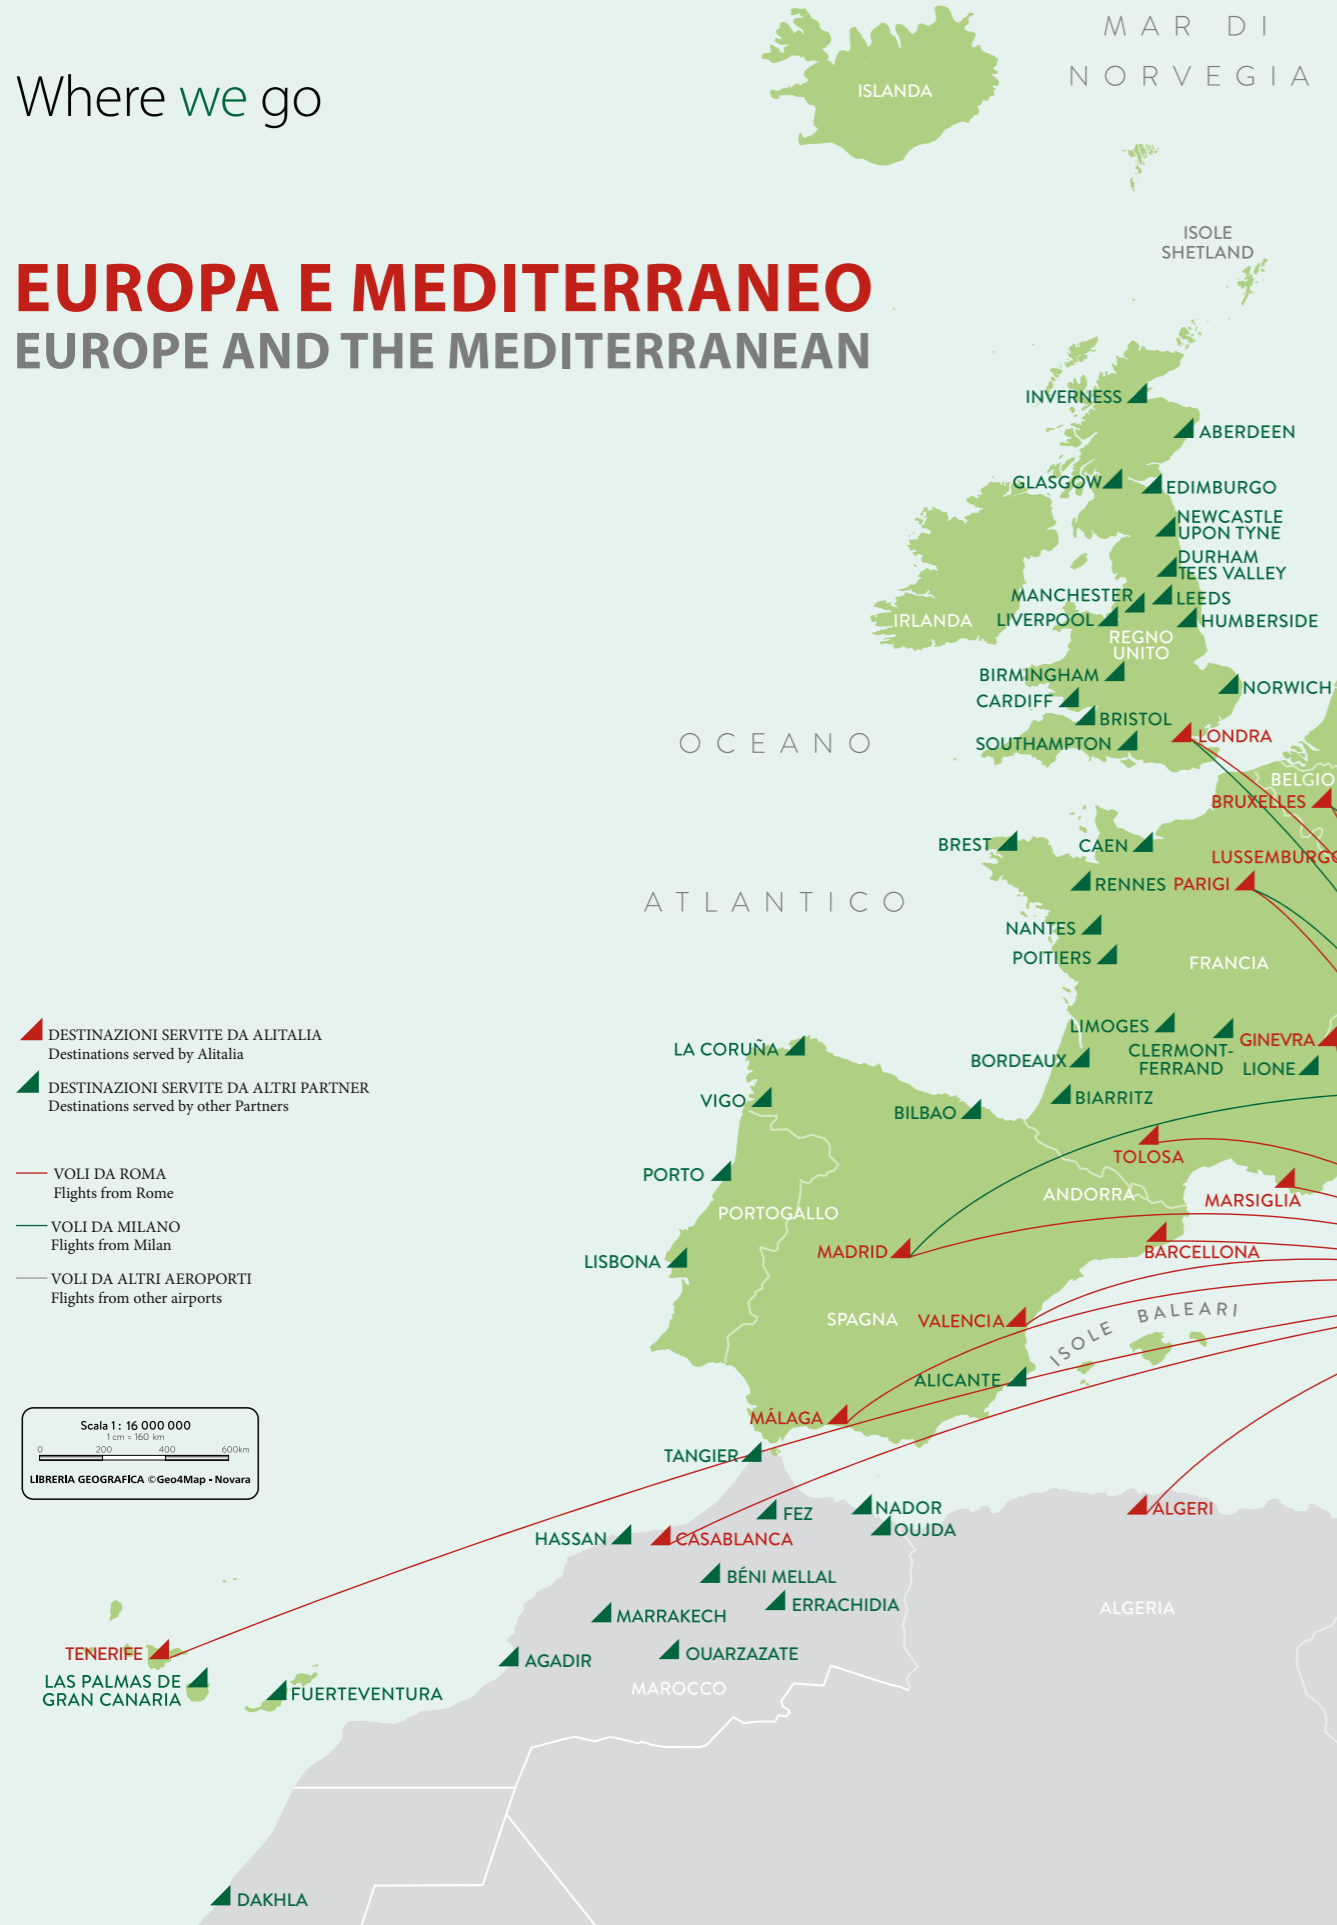 MAR DI
NORVEGIA
ISLANDA
Where we go
ISOLE
SHETLAND
EUROPA E MEDITERRANEO
EUROPE AND THE MEDITERRANEAN
INVERNESS
ABERDEEN
GLASGOW
EDIMBURGO
NEWCASTLE
UPON TYNE
DURHAM
TEES VALLEY
MANCHESTER
LEEDS
LIVERPOOL
HUMBERSIDE
IRLANDA
REGNO
UNITO
BIRMINGHAM
NORWICH
CARDIFF
BRISTOL
SOUTHAMPTON
LONDRA
OCEANO
BELGIO
BRUXELLES
BREST
CAEN
LUSSEMBURGO
RENNES
PARIGI
ATLANTICO
NANTES
POITIERS
FRANCIA
LIMOGES
CLERMONT-
FERRAND
GINEVRA
LIONE
BORDEAUX
BIARRITZ
LA CORUÑA
VIGO
BILBAO
TOLOSA
PORTO
ANDORRA
MARSIGLIA
PORTOGALLO
MADRID
BARCELLONA
LISBONA
SPAGNA
VALENCIA
ISOLE BALEARI
ALICANTE
MÁLAGA
DESTINAZIONI SERVITE DA ALITALIA
Destinations served by Alitalia
DESTINAZIONI SERVITE DA ALTRI PARTNER
Destinations served by other Partners
VOLI DA ROMA
Flights from Rome
VOLI DA MILANO
Flights from Milan
VOLI DA ALTRI AEROPORTI
Flights from other airports
Scala 1 : 16 000 000
1 cm = 160 km
0 200 400 600km
LIBRERIA GEOGRAFICA ©Geo4Map - Novara
TANGIER
FEZ
NADOR
OUJDA
ALGERI
HASSAN
CASABLANCA
BÉNI MELLAL
ERRACHIDIA
MARRAKECH
ALGERIA
OUARZAZATE
AGADIR
MAROCCO
TENERIFE
LAS PALMAS DE
GRAN CANARIA
FUERTEVENTURA
DAKHLA